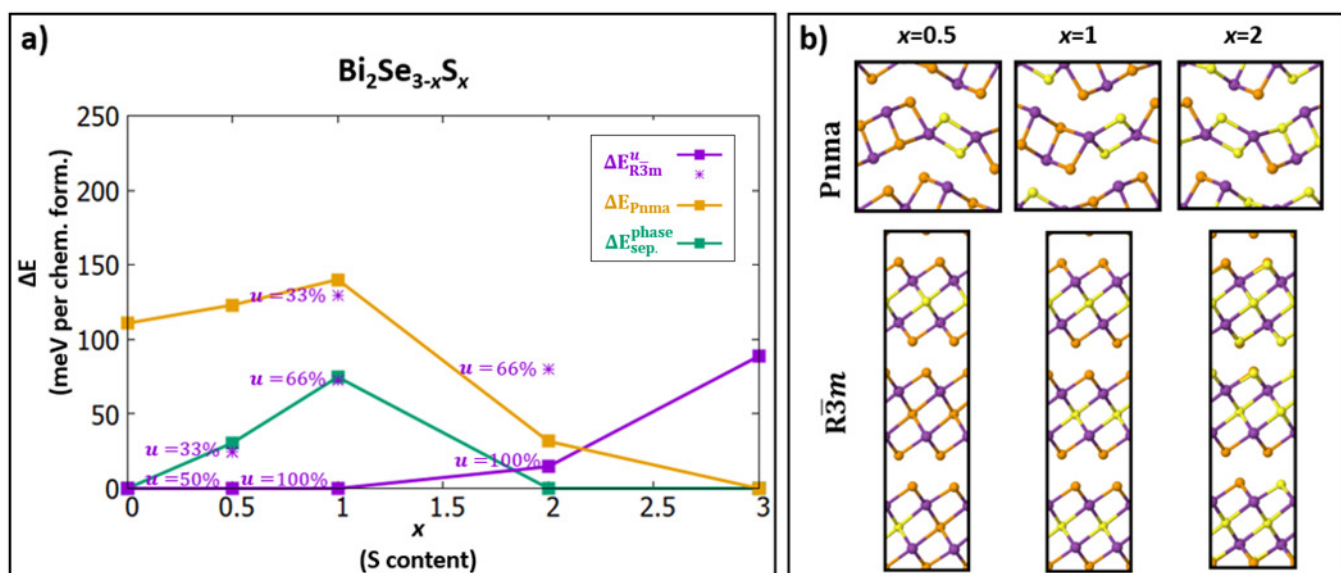 a)
Bi₂Se₃₋ₓSₓ
ΔE
(meV per chem. form.)
250
200
150
100
50
0
ΔE^u_R3̅m
ΔE_Pnma
ΔE^phase_sep.
u = 33%
u = 66%
u = 66%
u = 33%
u = 50%
u = 100%
u = 100%
0
0.5
1
1.5
2
2.5
3
x
(S content)
b)
x=0.5
x=1
x=2
Pnma
R3̅m